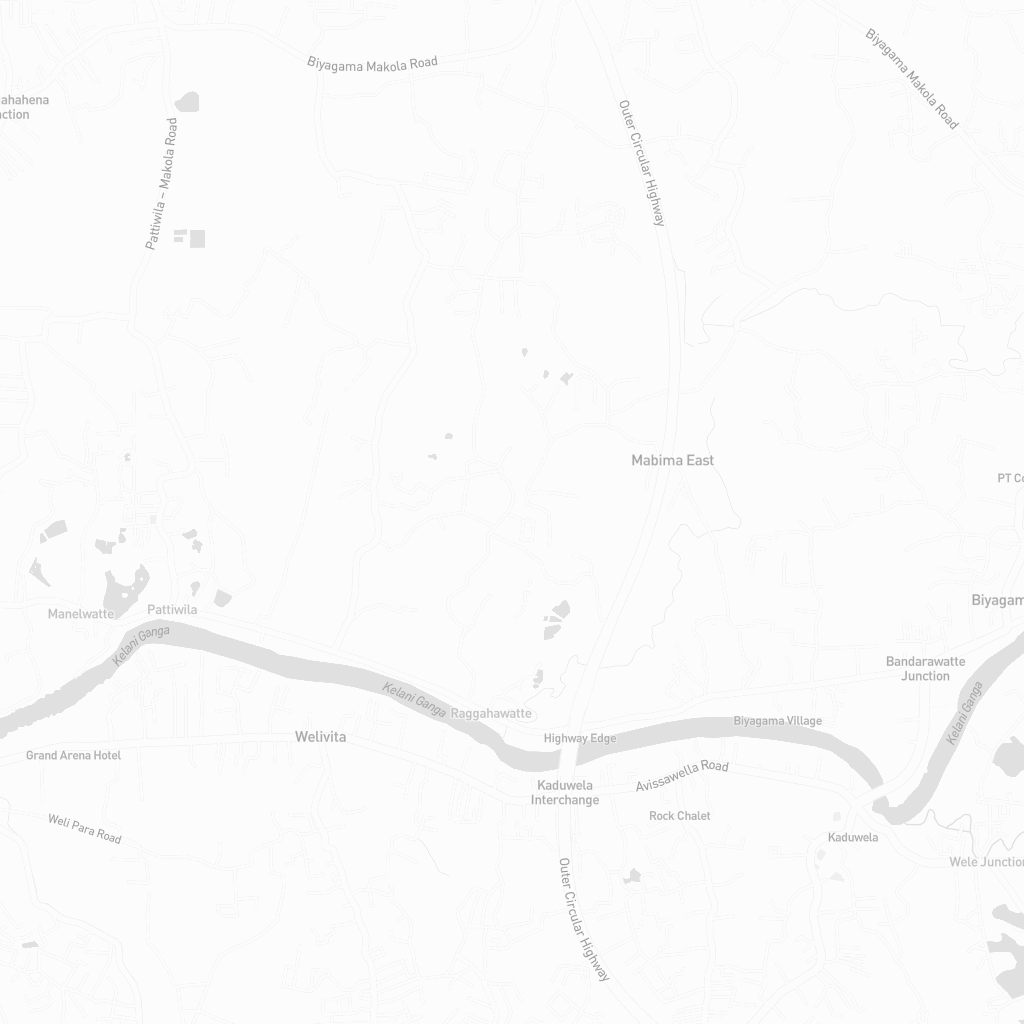 Biyagama Makola Road
Biyagama Makola Road
ahahena
ction
Outer Circular Highway
Pattiwila – Makola Road
Mabima East
PT Co
Manelwatte
Pattiwila
Biyagam
Kelani Ganga
Bandarawatte
Junction
Kelani Ganga
Raggahawatte
Kelani Ganga
Biyagama Village
Welivita
Highway Edge
Grand Arena Hotel
Avissawella Road
Kaduwela
Interchange
Rock Chalet
Weli Para Road
Kaduwela
Wele Junction
Outer Circular Highway